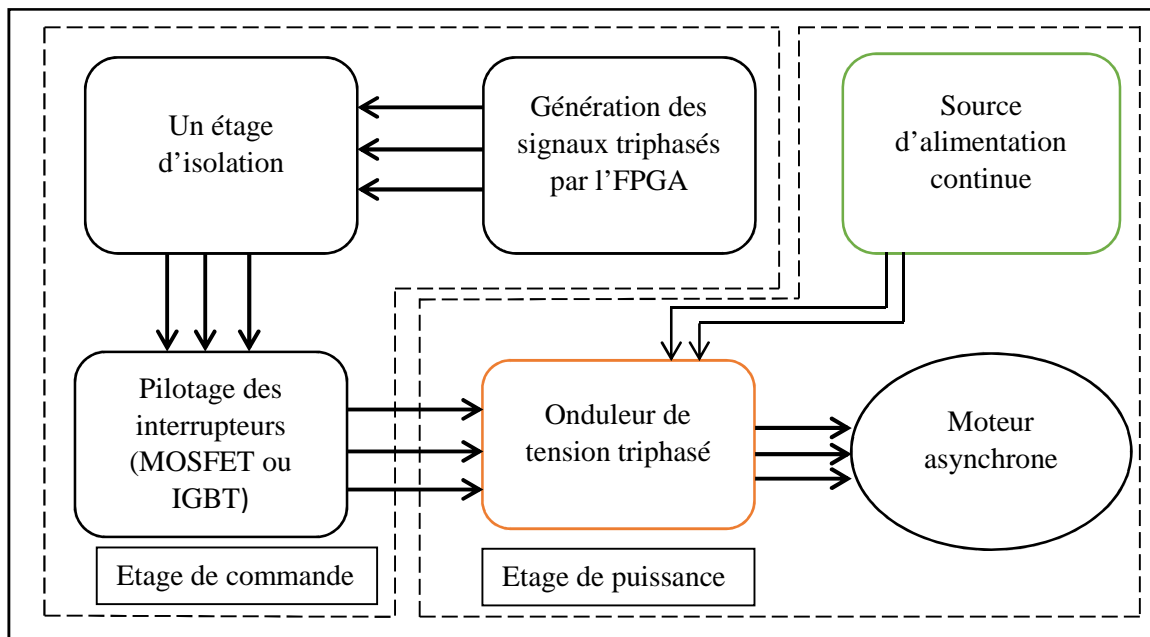 Un étage
d’isolation
Génération des
signaux triphasés
par l’FPGA
Source
d’alimentation
continue
Pilotage des
interrupteurs
(MOSFET ou
IGBT)
Onduleur de
tension triphasé
Moteur
asynchrone
Etage de commande
Etage de puissance